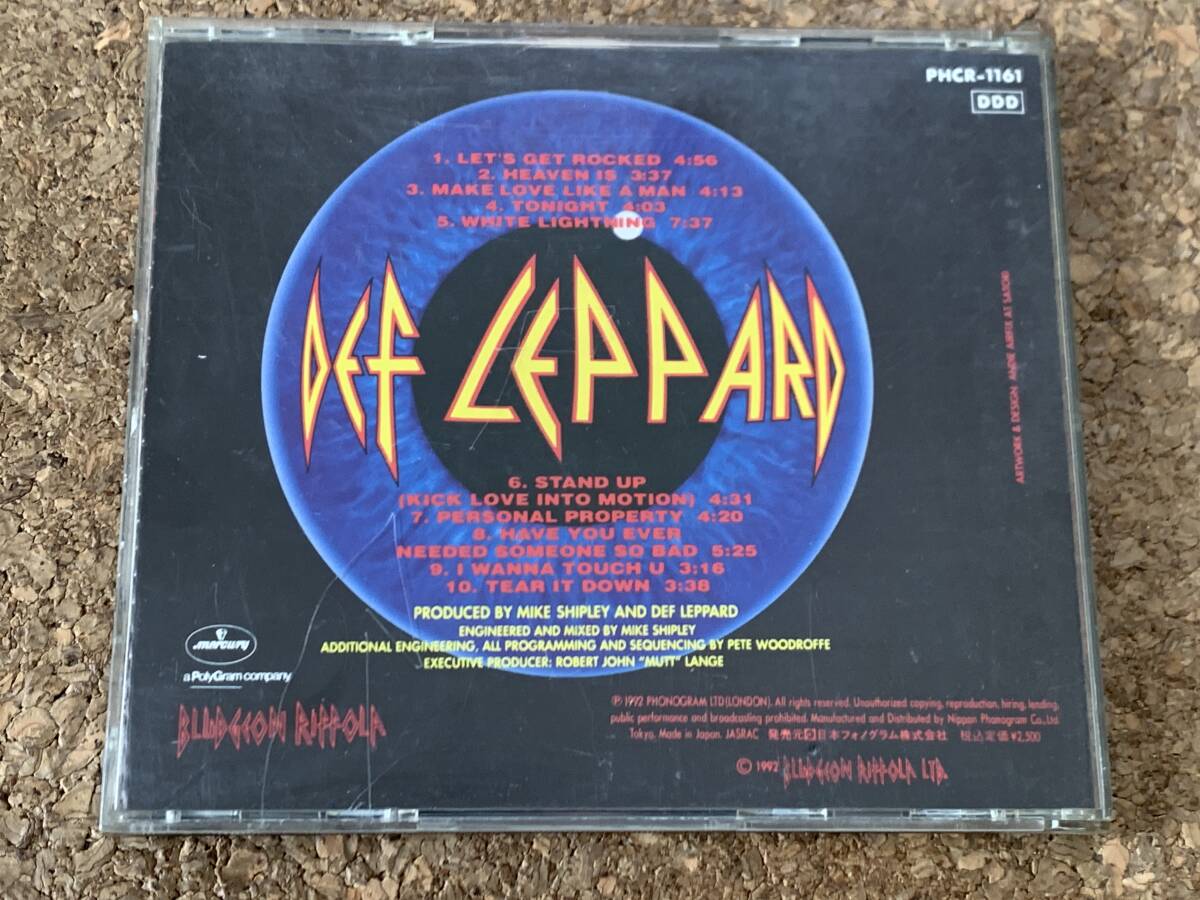 PHCR-1161
DDD
1. LET'S GET ROCKED 4:56
2. HEAVEN IS 3:37
3. MAKE LOVE LIKE A MAN 4:13
4. TONIGHT 4:03
5. WHITE LIGHTNING 7:37
DEF LEPPARD
6. STAND UP
(KICK LOVE INTO MOTION) 4:31
7. PERSONAL PROPERTY 4:20
8. HAVE YOU EVER
NEEDED SOMEONE SO BAD 5:25
9. I WANNA TOUCH U 3:16
10. TEAR IT DOWN 3:38
PRODUCED BY MIKE SHIPLEY AND DEF LEPPARD
ENGINEERED AND MIXED BY MIKE SHIPLEY
ADDITIONAL ENGINEERING, ALL PROGRAMMING AND SEQUENCING BY PETE WOODROFFE
EXECUTIVE PRODUCER: ROBERT JOHN "MUTT" LANGE
mercury
a PolyGram company
BLUDGEON RIFFOLA
℗ 1992 PHONOGRAM LTD(LONDON). All rights reserved. Unauthorized copying, reproduction, hiring, lending,
public performance and broadcasting prohibited. Manufactured and Distributed by Nippon Phonogram Co., Ltd.
Tokyo. Made in Japan. JASRAC 発売元 日本フォノグラム株式会社 税込定価¥2,500
© 1992 BLUDGEON RIFFOLA LTD.
ARTWORK & DESIGN: ANDIE AIRFIX AT SATORI